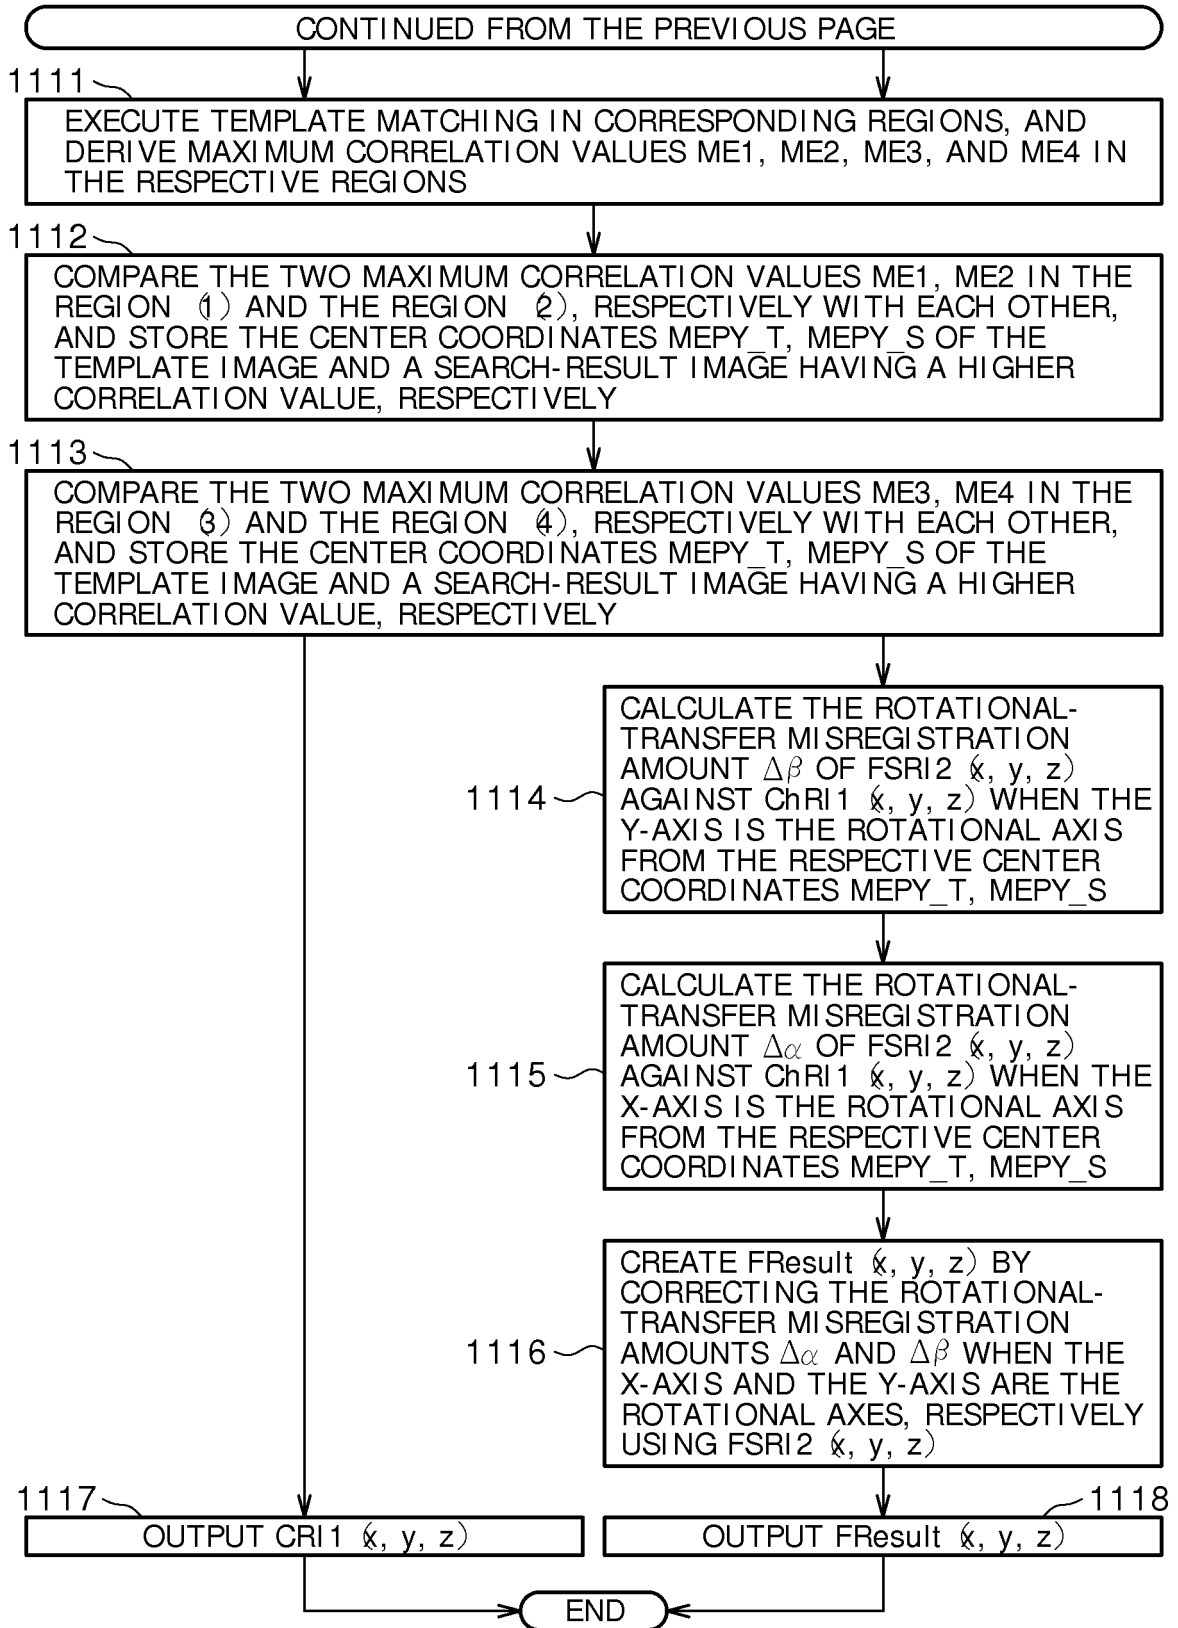 CONTINUED FROM THE PREVIOUS PAGE
1111
EXECUTE TEMPLATE MATCHING IN CORRESPONDING REGIONS, AND
DERIVE MAXIMUM CORRELATION VALUES ME1, ME2, ME3, AND ME4 IN
THE RESPECTIVE REGIONS
1112
COMPARE THE TWO MAXIMUM CORRELATION VALUES ME1, ME2 IN THE
REGION (1) AND THE REGION (2), RESPECTIVELY WITH EACH OTHER,
AND STORE THE CENTER COORDINATES MEPY_T, MEPY_S OF THE
TEMPLATE IMAGE AND A SEARCH-RESULT IMAGE HAVING A HIGHER
CORRELATION VALUE, RESPECTIVELY
1113
COMPARE THE TWO MAXIMUM CORRELATION VALUES ME3, ME4 IN THE
REGION (3) AND THE REGION (4), RESPECTIVELY WITH EACH OTHER,
AND STORE THE CENTER COORDINATES MEPY_T, MEPY_S OF THE
TEMPLATE IMAGE AND A SEARCH-RESULT IMAGE HAVING A HIGHER
CORRELATION VALUE, RESPECTIVELY
1114
CALCULATE THE ROTATIONAL-
TRANSFER MISREGISTRATION
AMOUNT Δβ OF FSRI2 (x, y, z)
AGAINST ChRI1 (x, y, z) WHEN THE
Y-AXIS IS THE ROTATIONAL AXIS
FROM THE RESPECTIVE CENTER
COORDINATES MEPY_T, MEPY_S
1115
CALCULATE THE ROTATIONAL-
TRANSFER MISREGISTRATION
AMOUNT Δα OF FSRI2 (x, y, z)
AGAINST ChRI1 (x, y, z) WHEN THE
X-AXIS IS THE ROTATIONAL AXIS
FROM THE RESPECTIVE CENTER
COORDINATES MEPY_T, MEPY_S
1116
CREATE FResult (x, y, z) BY
CORRECTING THE ROTATIONAL-
TRANSFER MISREGISTRATION
AMOUNTS Δα AND Δβ WHEN THE
X-AXIS AND THE Y-AXIS ARE THE
ROTATIONAL AXES, RESPECTIVELY
USING FSRI2 (x, y, z)
1117
OUTPUT CRI1 (x, y, z)
1118
OUTPUT FResult (x, y, z)
END